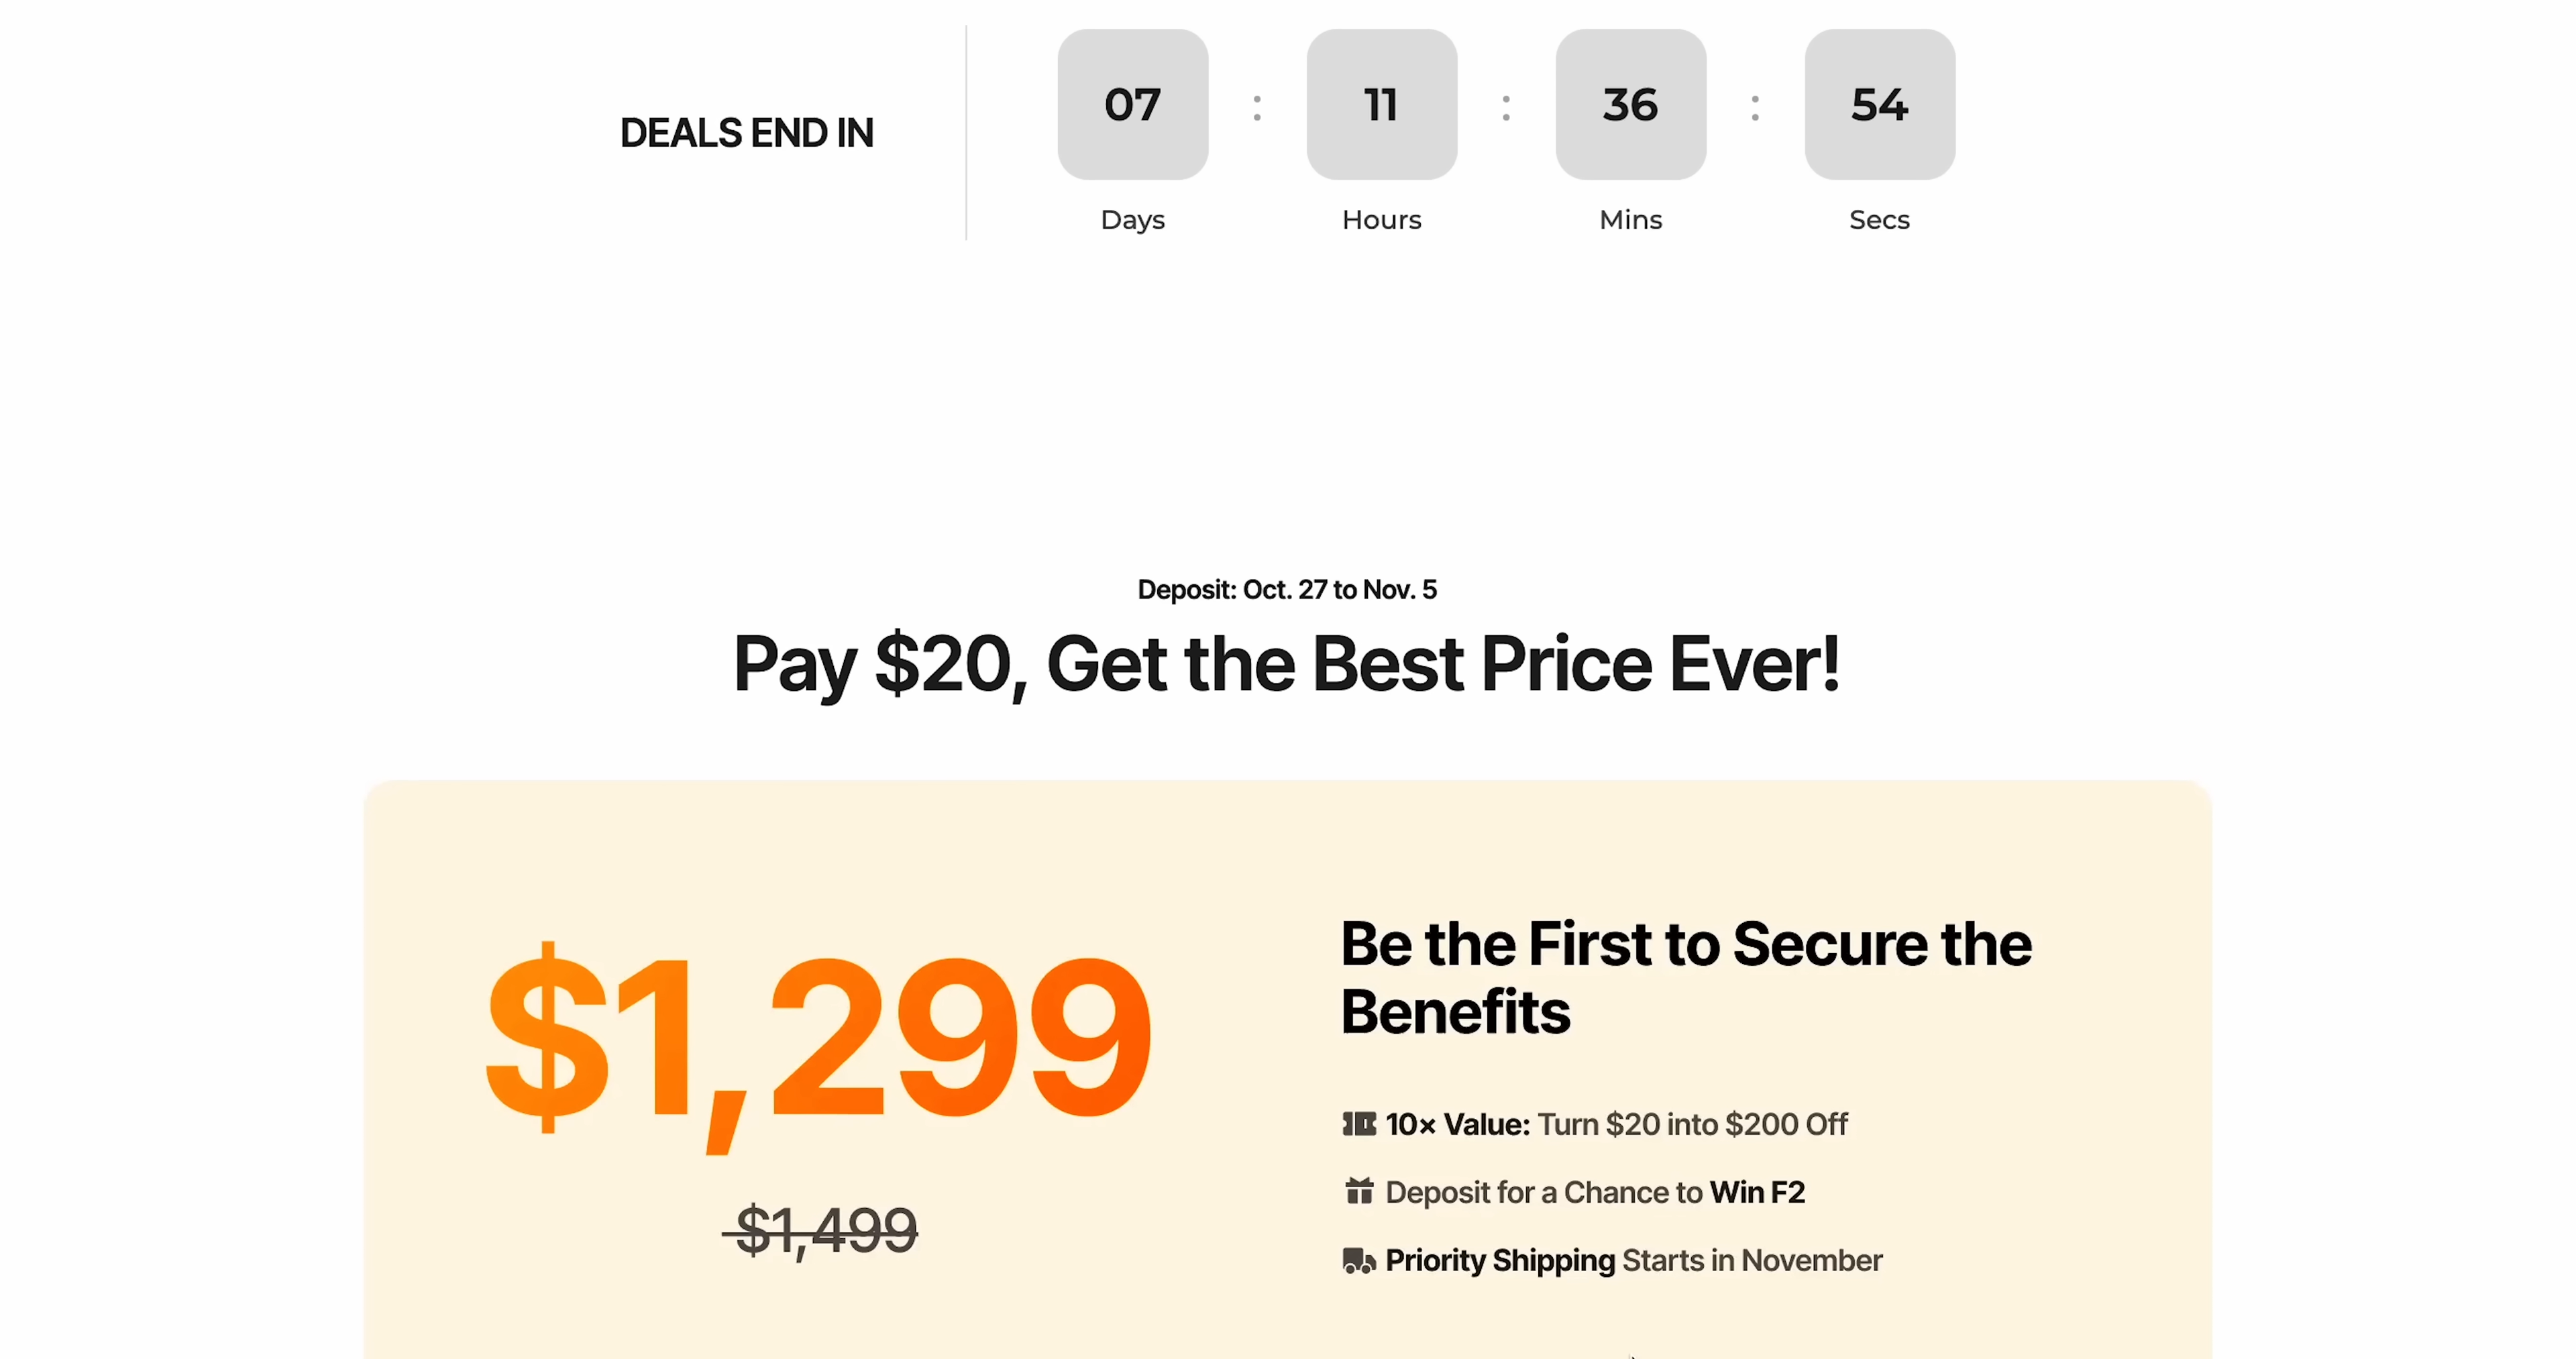 DEALS END IN
07 : 11 : 36 : 54
Days Hours Mins Secs
Deposit: Oct. 27 to Nov. 5
Pay $20, Get the Best Price Ever!
$1,299
$1,499
Be the First to Secure the
Benefits
10× Value: Turn $20 into $200 Off
Deposit for a Chance to Win F2
Priority Shipping Starts in November